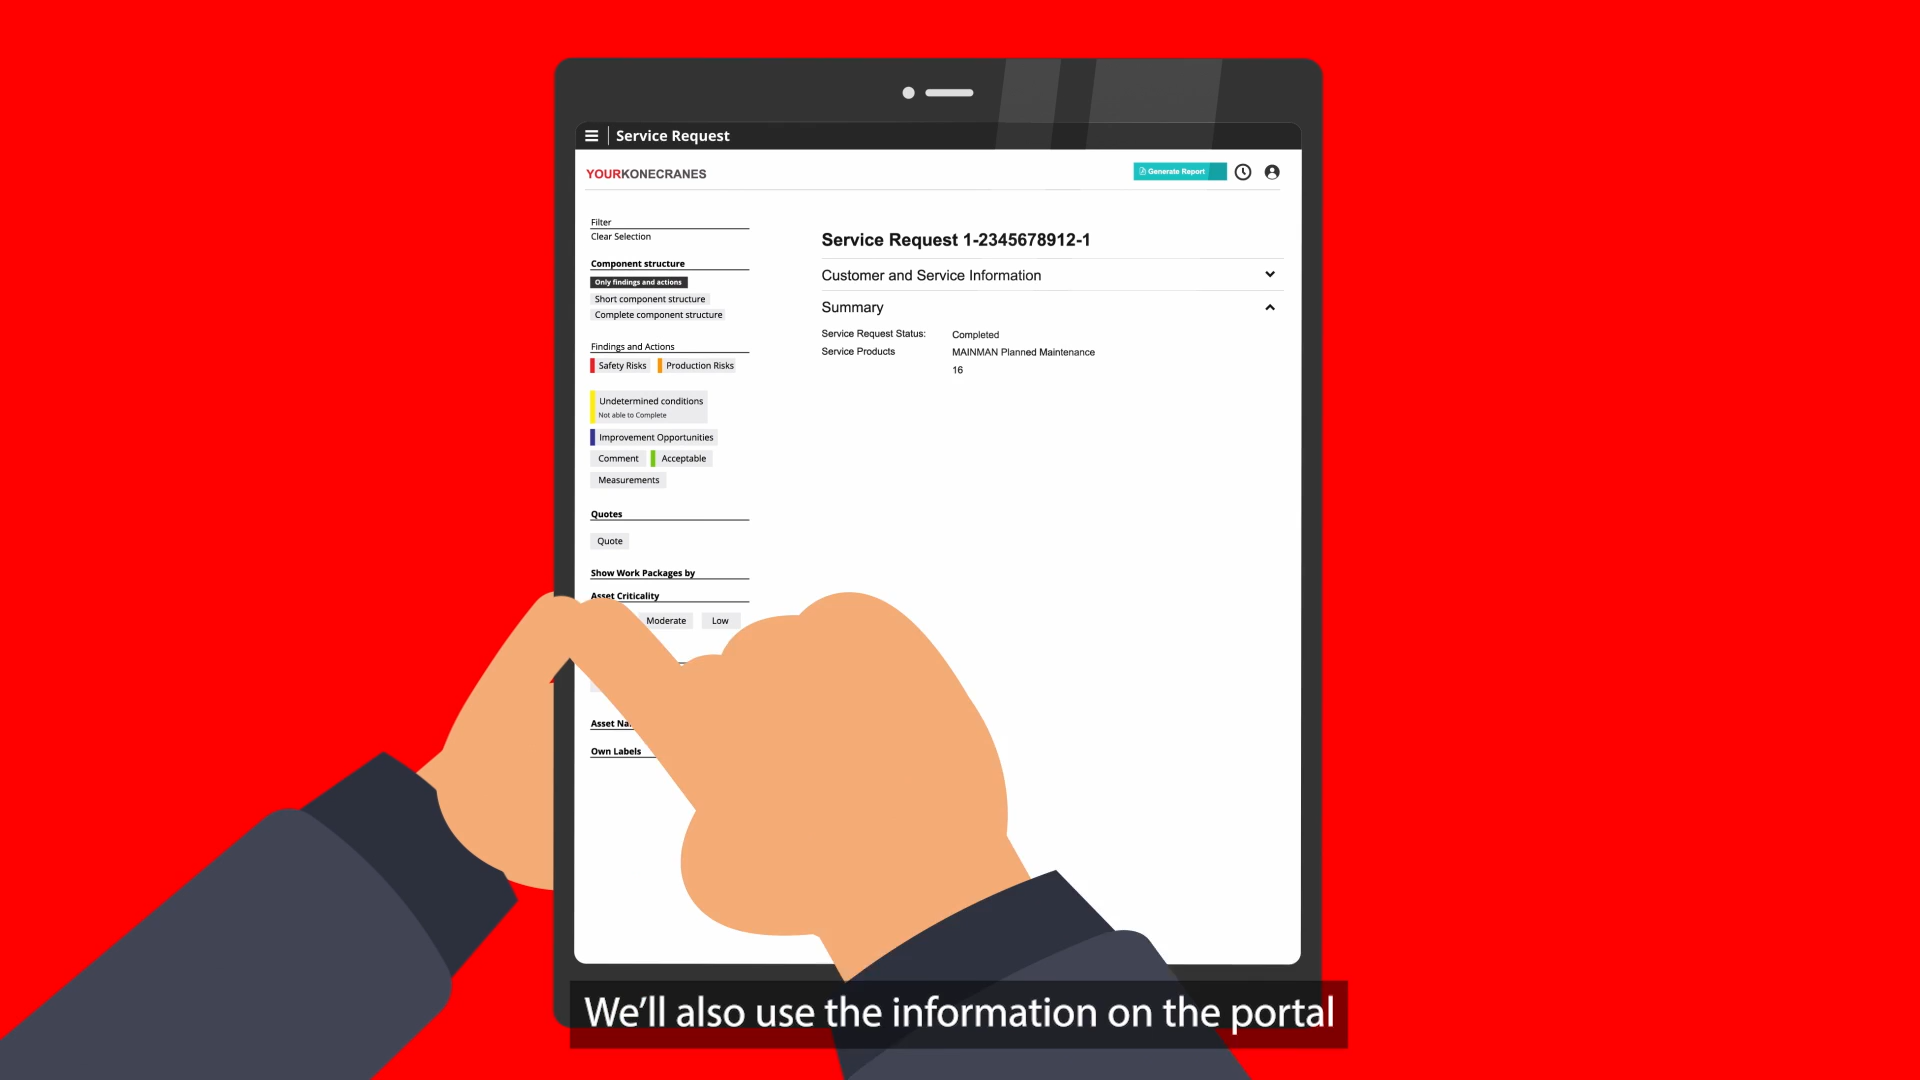 Service Request
YOURKONECRANES
Generate Report
Filter
Clear Selection
Component structure
Only findings and actions
Short component structure
Complete component structure
Findings and Actions
Safety Risks
Production Risks
Undetermined conditions
Not able to Complete
Improvement Opportunities
Comment
Acceptable
Measurements
Quotes
Quote
Show Work Packages by
Asset Criticality
Moderate
Low
Asset
Own Labels
Service Request 1-2345678912-1
Customer and Service Information
Summary
Service Request Status: Completed
Service Products MAINMAN Planned Maintenance
16
We’ll also use the information on the portal